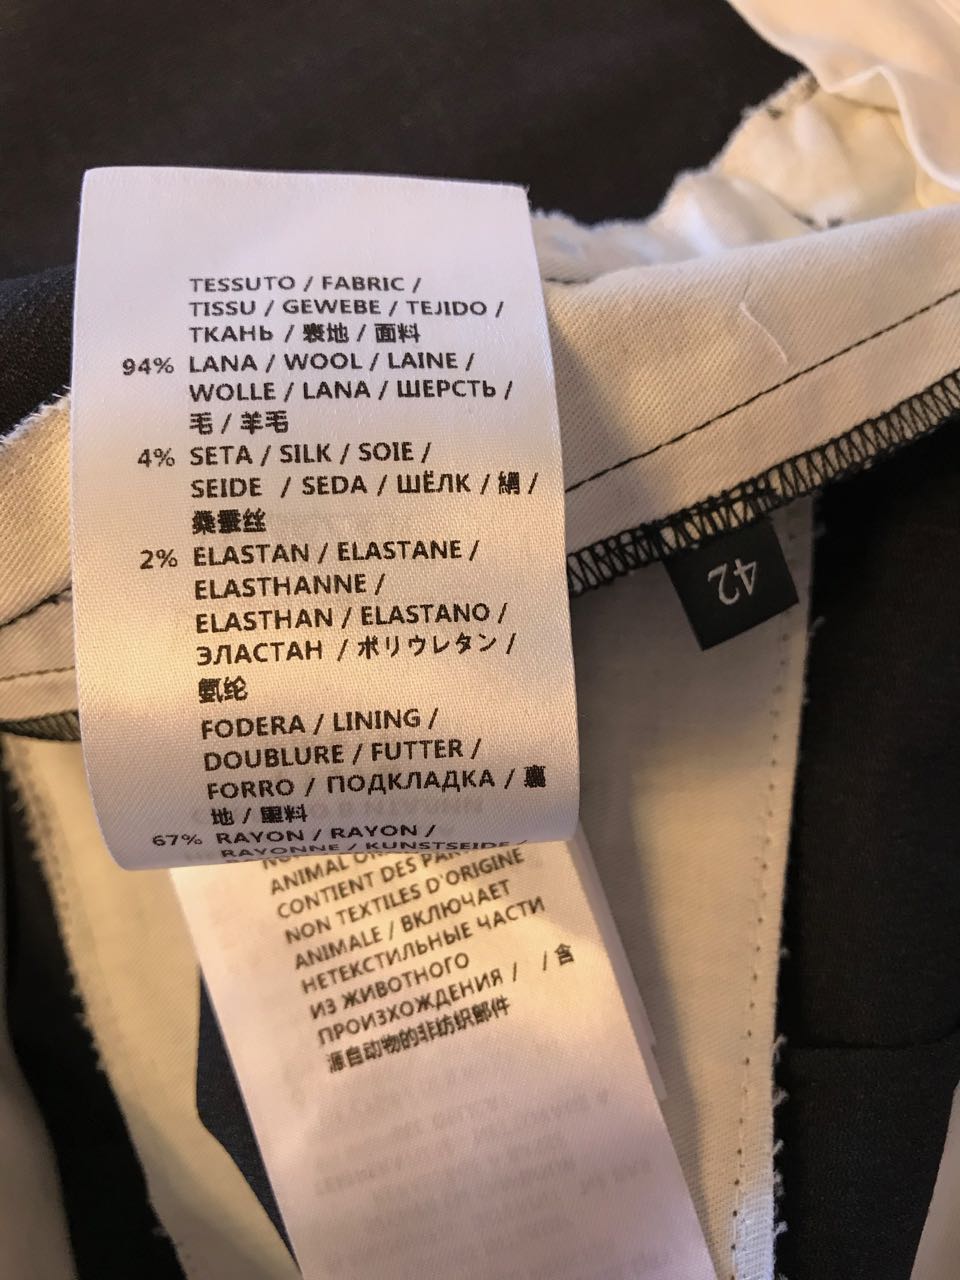 TESSUTO / FABRIC /
TISSU / GEWEBE / TEJIDO /
ТКАНЬ / 表地 / 面料
94% LANA / WOOL / LAINE /
WOLLE / LANA / ШЕРСТЬ /
毛 / 羊毛
4% SETA / SILK / SOIE /
SEIDE / SEDA / ШЁЛК / 絹 /
桑蚕丝
2% ELASTAN / ELASTANE /
ELASTHANNE /
ELASTHAN / ELASTANO /
ЭЛАСТАН / ポリウレタン /
氨纶
FODERA / LINING /
DOUBLURE / FUTTER /
FORRO / ПОДКЛАДКА / 裏
地 / 里料
67% RAYON / RAYON /
RAYONNE / KUNSTSEIDE /
ANIMAL
CONTIENT DES
NON TEXTILES D'ORIGINE
ANIMALE / ВКЛЮЧАЕТ
НЕТЕКСТИЛЬНЫЕ ЧАСТИ
ИЗ ЖИВОТНОГО
ПРОИЗХОЖДЕНИЯ / / 含
源自动物的非纺织部件
42